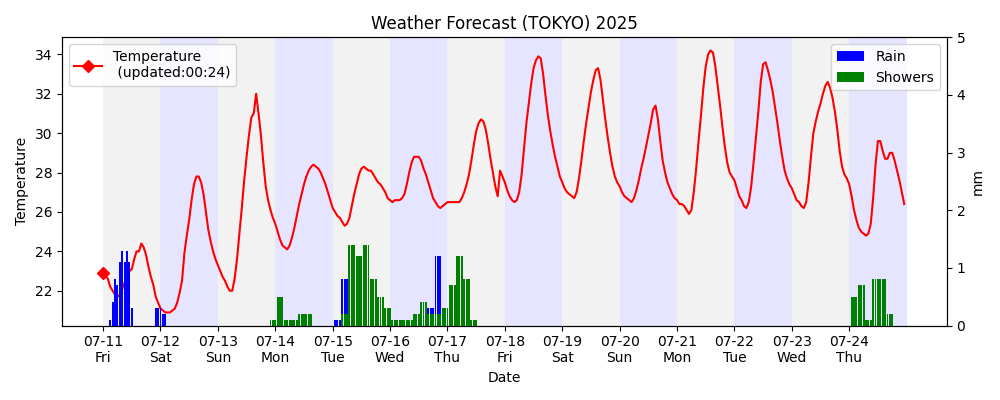 Weather Forecast (TOKYO) 2025
Temperature
(updated:00:24)
Rain
Showers
Temperature
34
32
30
28
26
24
22
5
4
3
2
1
0
mm
07-11 07-12 07-13 07-14 07-15 07-16 07-17 07-18 07-19 07-20 07-21 07-22 07-23 07-24
Fri Sat Sun Mon Tue Wed Thu Fri Sat Sun Mon Tue Wed Thu
Date